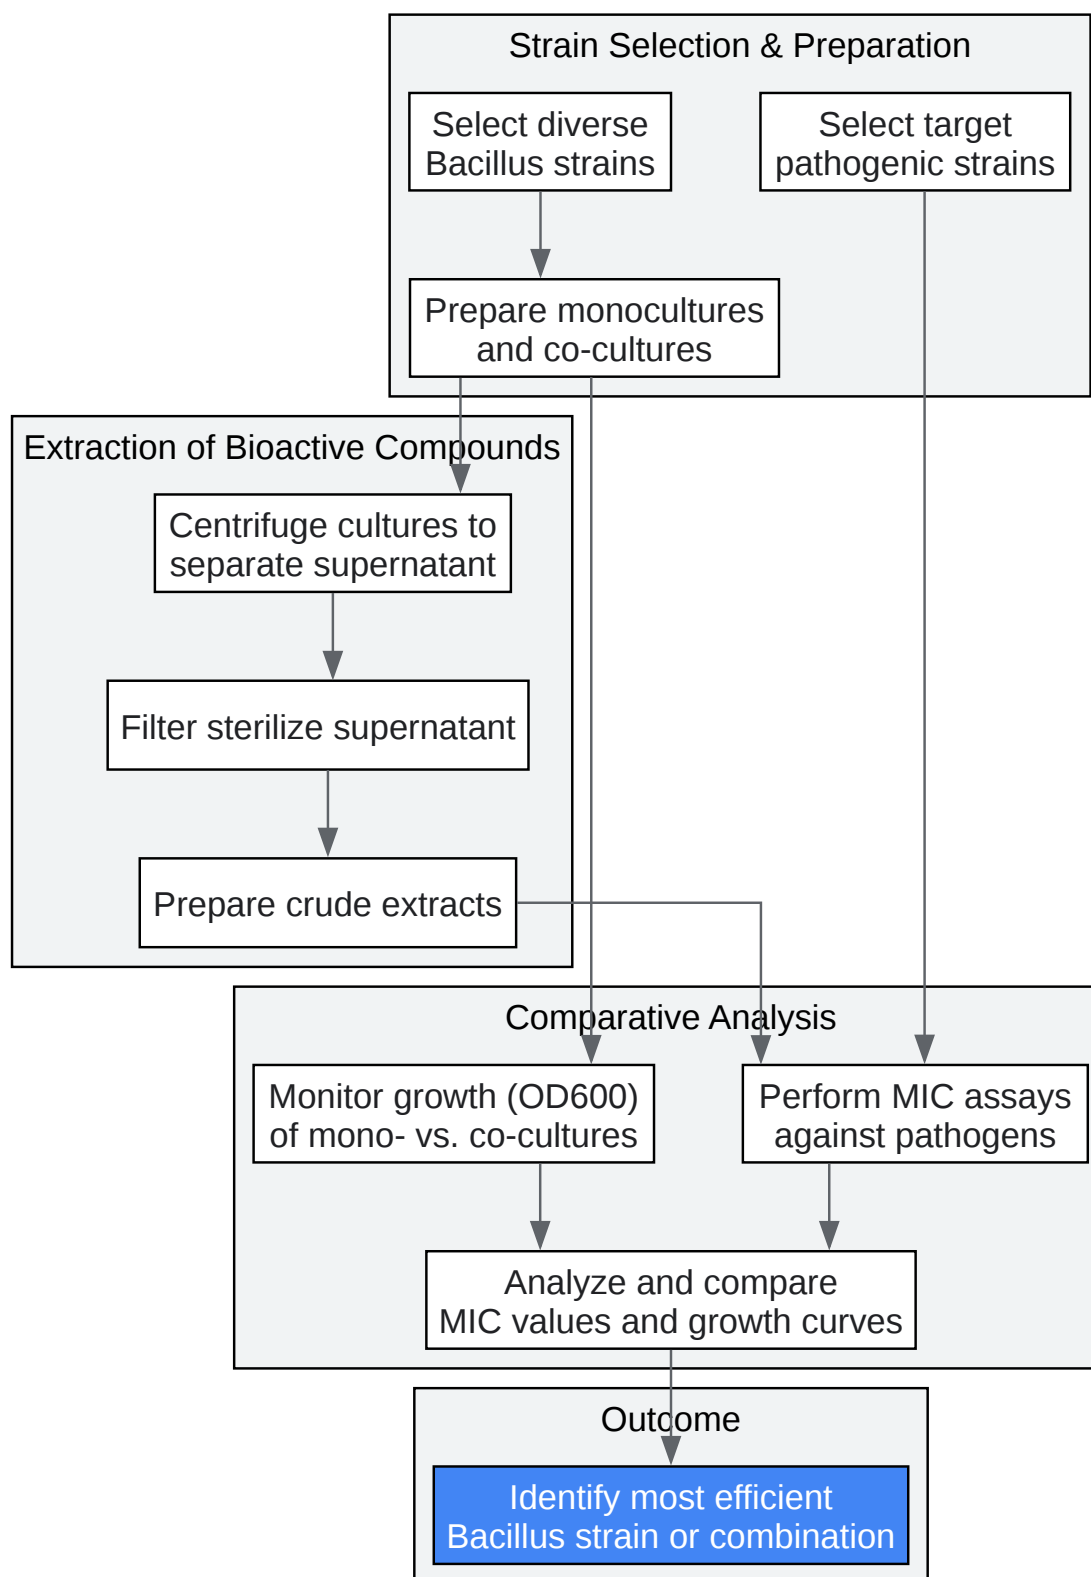 Strain Selection & Preparation
Select diverse
Bacillus strains
Select target
pathogenic strains
Prepare monocultures
and co-cultures
Extraction of Bioactive Compounds
Centrifuge cultures to
separate supernatant
Filter sterilize supernatant
Prepare crude extracts
Comparative Analysis
Monitor growth (OD600)
of mono- vs. co-cultures
Perform MIC assays
against pathogens
Analyze and compare
MIC values and growth curves
Outcome
Identify most efficient
Bacillus strain or combination